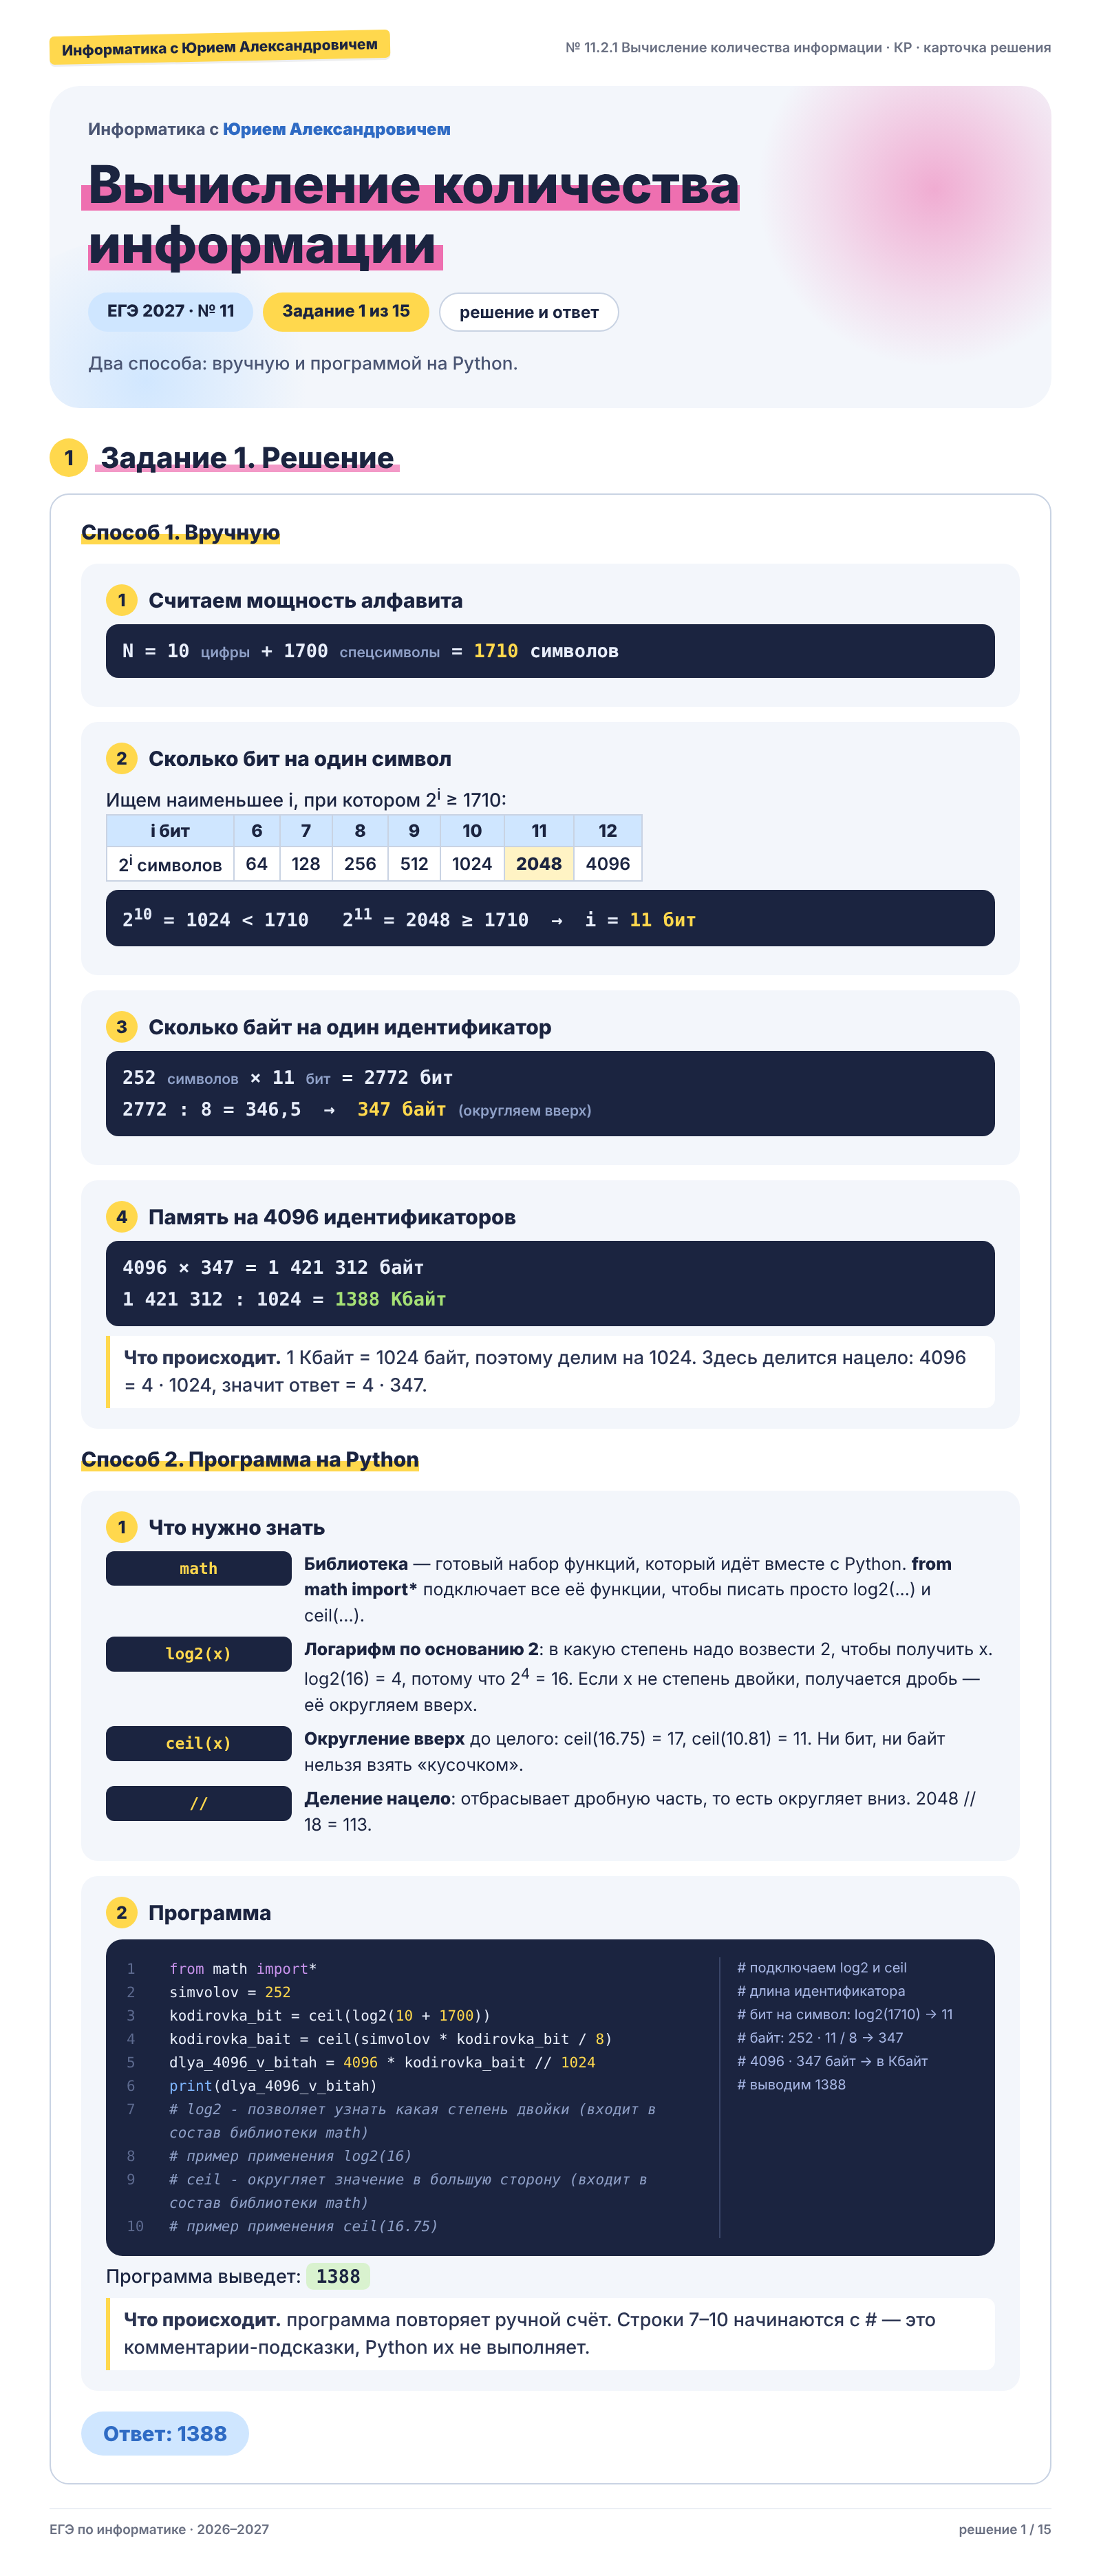 Информатика с Юрием Александровичем
№ 11.2.1 Вычисление количества информации · КР · карточка решения
Информатика с Юрием Александровичем
Вычисление количества
информации
ЕГЭ 2027 · № 11
Задание 1 из 15
решение и ответ
Два способа: вручную и программой на Python.
1 Задание 1. Решение
Способ 1. Вручную
1 Считаем мощность алфавита
N = 10 цифры + 1700 спецсимволы = 1710 символов
2 Сколько бит на один символ
Ищем наименьшее i, при котором 2^i ≥ 1710:
i бит 6 7 8 9 10 11 12
2^i символов 64 128 256 512 1024 2048 4096
2^10 = 1024 < 1710 2^11 = 2048 ≥ 1710 → i = 11 бит
3 Сколько байт на один идентификатор
252 символов × 11 бит = 2772 бит
2772 : 8 = 346,5 → 347 байт (округляем вверх)
4 Память на 4096 идентификаторов
4096 × 347 = 1 421 312 байт
1 421 312 : 1024 = 1388 Кбайт
Что происходит. 1 Кбайт = 1024 байт, поэтому делим на 1024. Здесь делится нацело: 4096
= 4 · 1024, значит ответ = 4 · 347.
Способ 2. Программа на Python
1 Что нужно знать
math
Библиотека — готовый набор функций, который идёт вместе с Python. from
math import* подключает все её функции, чтобы писать просто log2(...) и
ceil(...).
log2(x)
Логарифм по основанию 2: в какую степень надо возвести 2, чтобы получить x.
log2(16) = 4, потому что 2^4 = 16. Если x не степень двойки, получается дробь —
её округляем вверх.
ceil(x)
Округление вверх до целого: ceil(16.75) = 17, ceil(10.81) = 11. Ни бит, ни байт
нельзя взять «кусочком».
//
Деление нацело: отбрасывает дробную часть, то есть округляет вниз. 2048 //
18 = 113.
2 Программа
1 from math import*
2 simvolov = 252
3 kodirovka_bit = ceil(log2(10 + 1700))
4 kodirovka_bait = ceil(simvolov * kodirovka_bit / 8)
5 dlya_4096_v_bitah = 4096 * kodirovka_bait // 1024
6 print(dlya_4096_v_bitah)
7 # log2 - позволяет узнать какая степень двойки (входит в
состав библиотеки math)
8 # пример применения log2(16)
9 # ceil - округляет значение в большую сторону (входит в
состав библиотеки math)
10 # пример применения ceil(16.75)
# подключаем log2 и ceil
# длина идентификатора
# бит на символ: log2(1710) → 11
# байт: 252 · 11 / 8 → 347
# 4096 · 347 байт → в Кбайт
# выводим 1388
Программа выведет: 1388
Что происходит. программа повторяет ручной счёт. Строки 7–10 начинаются с # — это
комментарии-подсказки, Python их не выполняет.
Ответ: 1388
ЕГЭ по информатике · 2026–2027
решение 1 / 15